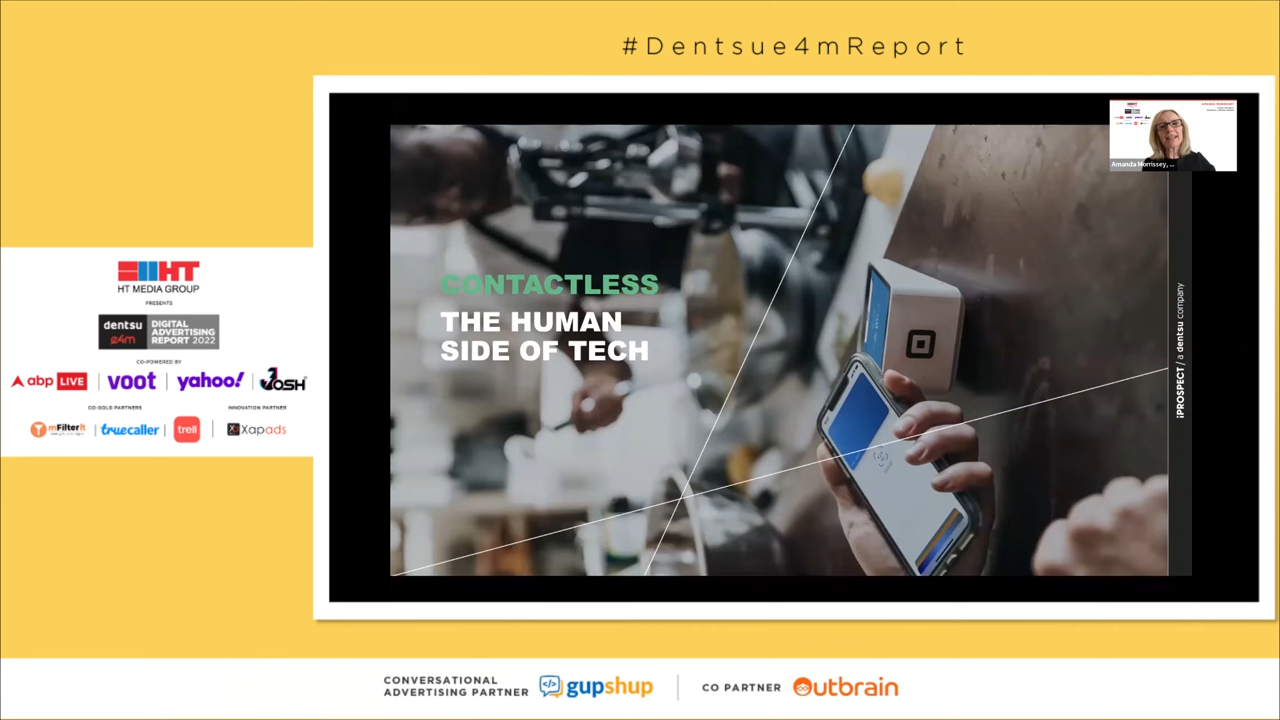 #Dentsue4mReport
HT
HT MEDIA GROUP
PRESENTS
dentsu
e4m
DIGITAL
ADVERTISING
REPORT 2022
CO-POWERED BY
abp LIVE
VOOT
yahoo!
JOSH
CO-GOLD PARTNERS
INNOVATION PARTNER
mFilterIt
truecaller
trell
Xapads
CONTACTLESS
THE HUMAN
SIDE OF TECH
Amanda Morrissey, ...
iPROSPECT / a dentsu company
CONVERSATIONAL
ADVERTISING PARTNER
gupshup
CO PARTNER
Outbrain